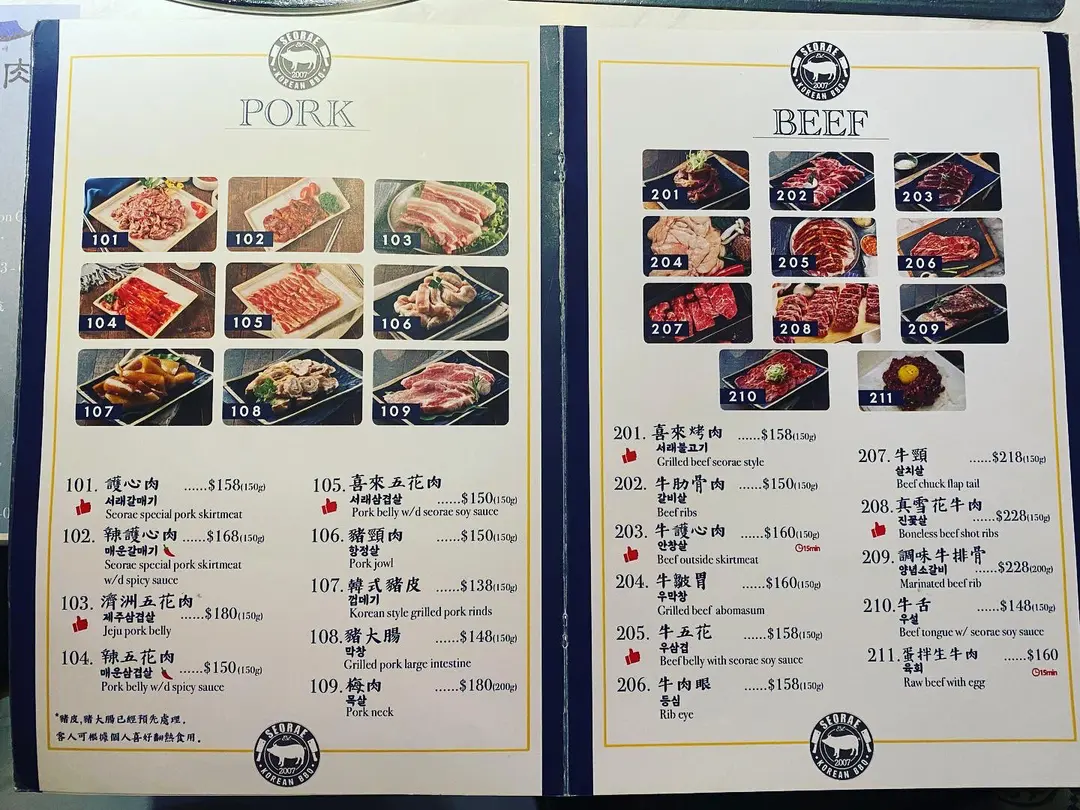 肉
SEORAE
Est.
2007
KOREAN BBQ
PORK
101
102
103
104
105
106
107
108
109
101. 護心肉 ......$158(150g)
서래갈매기
Seorae special pork skirtmeat
102. 辣護心肉 ......$168(150g)
매운갈매기
Seorae special pork skirtmeat
w/d spicy sauce
103. 濟洲五花肉*
제주삼겹살 ......$180(150g)
Jeju pork belly
104. 辣五花肉
매운삼겹살 ......$150(150g)
Pork belly w/d spicy sauce
105. 喜來五花肉
서래삼겹살 ......$150(150g)
Pork belly w/d seorae soy sauce
106. 豬頸肉 ......$150(150g)
항정살
Pork jowl
107. 韓式豬皮 ......$138(150g)
껍데기
Korean style grilled pork rinds
108. 豬大腸 ......$148(150g)
막창
Grilled pork large intestine
109. 梅肉 ......$180(200g)
목살
Pork neck
*豬皮,豬大腸已經預先處理.
客人可根據個人喜好翻熱食用.
SEORAE
Est.
2007
KOREAN BBQ
SEORAE
Est.
2007
KOREAN BBQ
BEEF
201
202
203
204
205
206
207
208
209
210
211
201. 喜來烤肉 ......$158(150g)
서래불고기
Grilled beef seorae style
202. 牛肋骨肉 ......$150(150g)
갈비살
Beef ribs
203. 牛護心肉 ......$160(150g)
안창살 15min
Beef outside skirtmeat
204. 牛皺胃 ......$160(150g)
우막창
Grilled beef abomasum
205. 牛五花 ......$158(150g)
우삼겹
Beef belly with seorae soy sauce
206. 牛肉眼 ......$158(150g)
등심
Rib eye
207. 牛頸 ......$218(150g)
살치살
Beef chuck flap tail
208. 真雪花牛肉
진꽃살 ......$228(150g)
Boneless beef shot ribs
209. 調味牛排骨
양념소갈비 ......$228(200g)
Marinated beef rib
210. 牛舌 ......$148(150g)
우설
Beef tongue w/ seorae soy sauce
211. 蛋拌生牛肉 ......$160
육회 15min
Raw beef with egg
SEORAE
Est.
2007
KOREAN BBQ